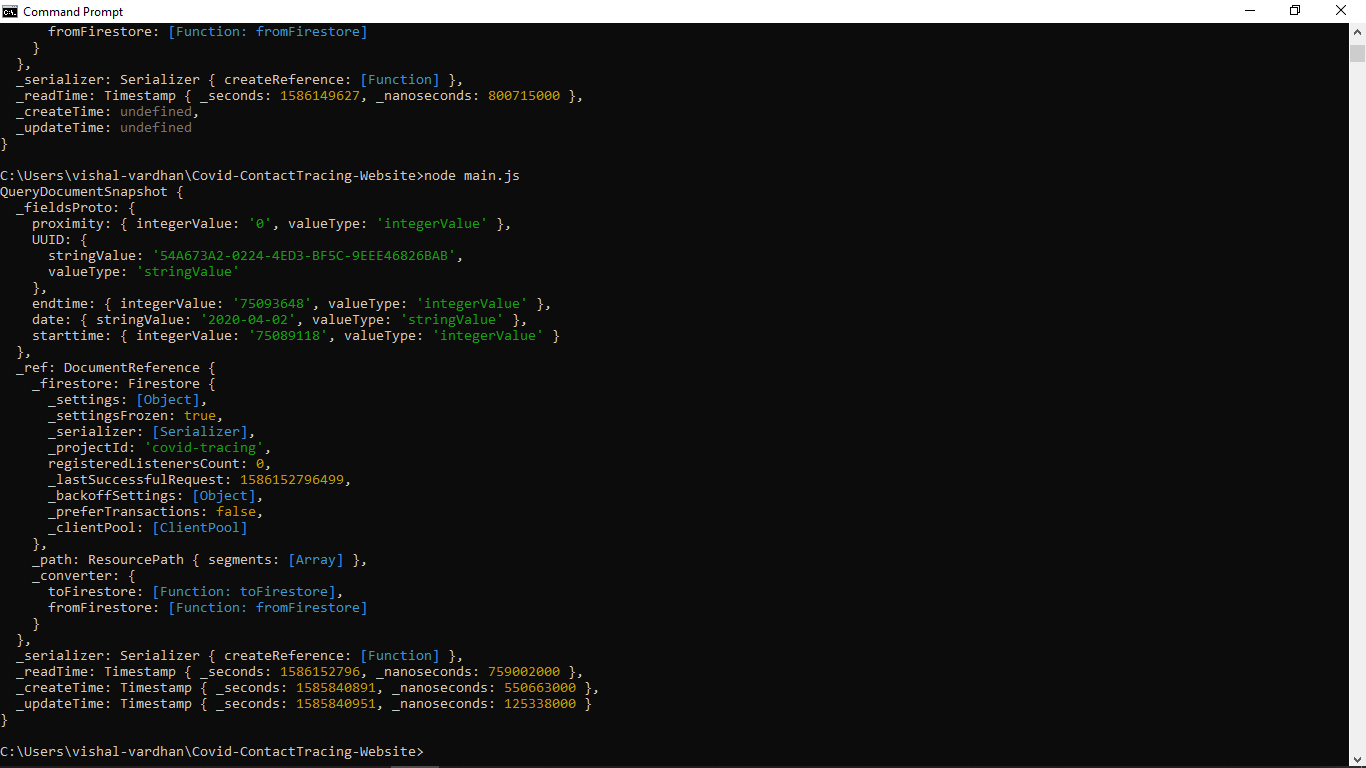 Command Prompt
fromFirestore: [Function: fromFirestore]
}
},
_serializer: Serializer { createReference: [Function] },
_readTime: Timestamp { _seconds: 1586149627, _nanoseconds: 800715000 },
_createTime: undefined,
_updateTime: undefined
}
C:\Users\vishal-vardhan\Covid-ContactTracing-Website>node main.js
QueryDocumentSnapshot {
_fieldsProto: {
proximity: { integerValue: '0', valueType: 'integerValue' },
UUID: {
stringValue: '54A673A2-0224-4ED3-BF5C-9EEE46826BAB',
valueType: 'stringValue'
},
endtime: { integerValue: '75093648', valueType: 'integerValue' },
date: { stringValue: '2020-04-02', valueType: 'stringValue' },
starttime: { integerValue: '75089118', valueType: 'integerValue' }
},
_ref: DocumentReference {
_firestore: Firestore {
_settings: [Object],
_settingsFrozen: true,
_serializer: [Serializer],
_projectId: 'covid-tracing',
registeredListenersCount: 0,
_lastSuccessfulRequest: 1586152796499,
_backoffSettings: [Object],
_preferTransactions: false,
_clientPool: [ClientPool]
},
_path: ResourcePath { segments: [Array] },
_converter: {
toFirestore: [Function: toFirestore],
fromFirestore: [Function: fromFirestore]
}
},
_serializer: Serializer { createReference: [Function] },
_readTime: Timestamp { _seconds: 1586152796, _nanoseconds: 759002000 },
_createTime: Timestamp { _seconds: 1585840891, _nanoseconds: 550663000 },
_updateTime: Timestamp { _seconds: 1585840951, _nanoseconds: 125338000 }
}
C:\Users\vishal-vardhan\Covid-ContactTracing-Website>